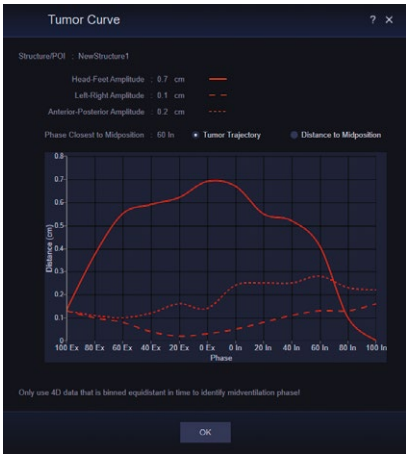 Tumor Curve ? ×
Structure/POI : NewStructure1
Head-Feet Amplitude : 0.7 cm
Left-Right Amplitude : 0.1 cm
Anterior-Posterior Amplitude : 0.2 cm
Phase Closest to Midposition : 60 In Tumor Trajectory Distance to Midposition
0.8
0.7
0.6
0.5
0.4
0.3
0.2
0.1
0
Distance (cm)
100 Ex 80 Ex 60 Ex 40 Ex 20 Ex 0 Ex 0 In 20 In 40 In 60 In 80 In 100 In
Phase
Only use 4D data that is binned equidistant in time to identify midventilation phase!
OK